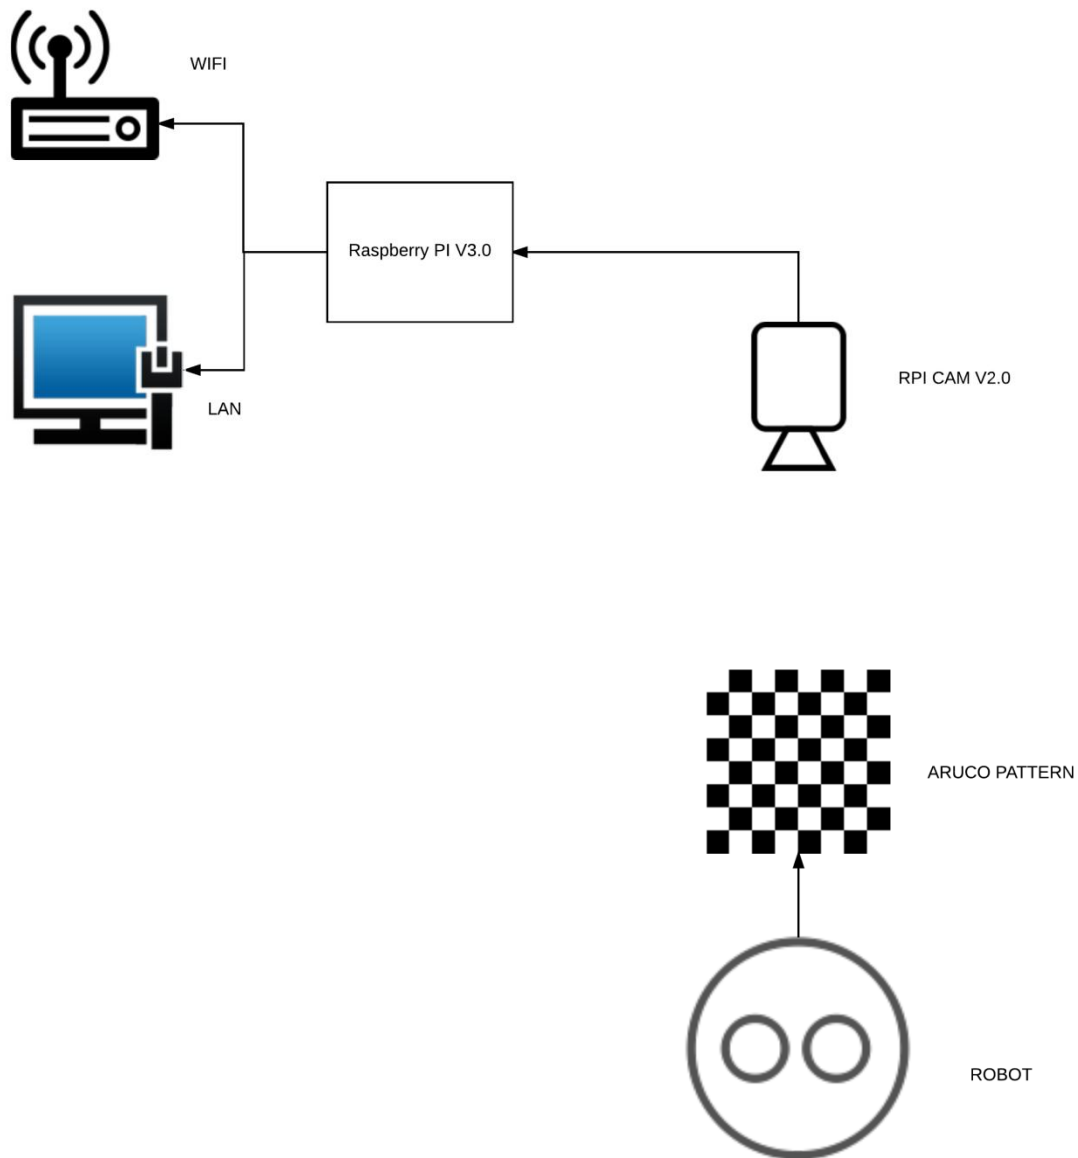 WIFI
Raspberry PI V3.0
RPI CAM V2.0
LAN
ARUCO PATTERN
ROBOT